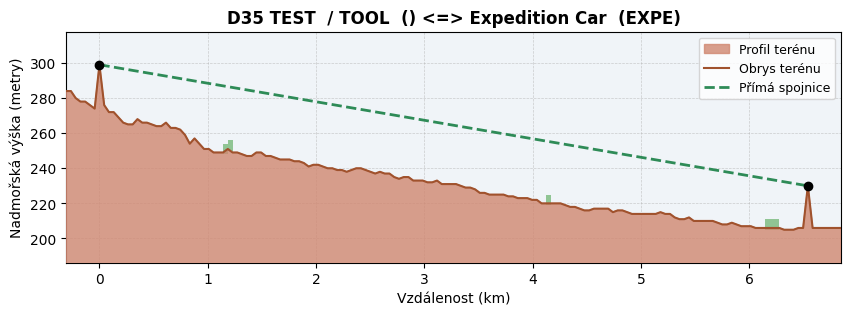 D35 TEST  / TOOL  () <=> Expedition Car  (EXPE)
Profil terénu
Obrys terénu
Přímá spojnice
Nadmořská výška (metry)
300
280
260
240
220
200
0 1 2 3 4 5 6
Vzdálenost (km)